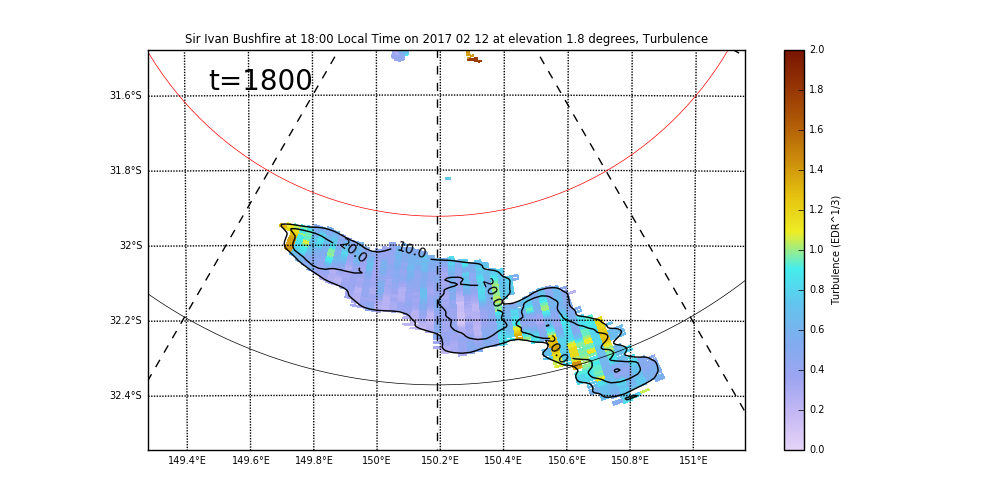 Sir Ivan Bushfire at 18:00 Local Time on 2017 02 12 at elevation 1.8 degrees, Turbulence
t=1800
31.6°S
31.8°S
32°S
32.2°S
32.4°S
20.0
10.0
20.0
20.0
149.4°E 149.6°E 149.8°E 150°E 150.2°E 150.4°E 150.6°E 150.8°E 151°E
2.0
1.8
1.6
1.4
1.2
1.0
0.8
0.6
0.4
0.2
0.0
Turbulence (EDR^1/3)